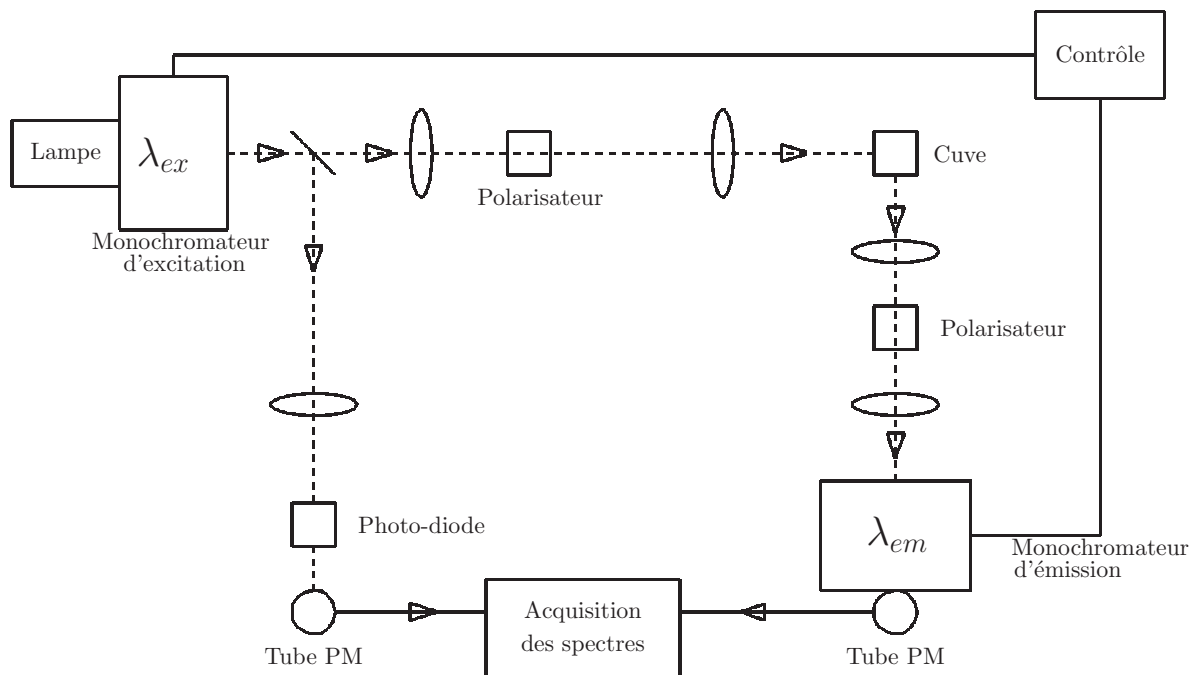 Contrôle
Lampe
λex
Cuve
Polarisateur
Monochromateur
d'excitation
Polarisateur
Photo-diode
λem
Monochromateur
d'émission
Acquisition
des spectres
Tube PM
Tube PM